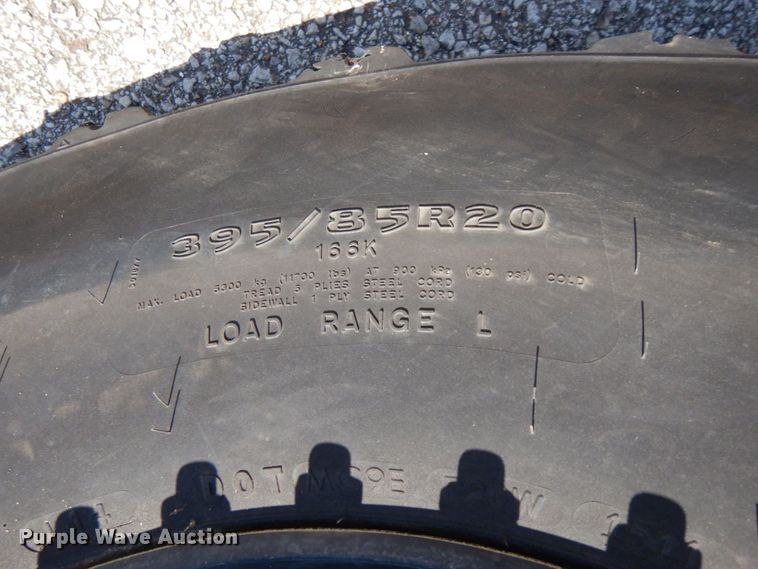 395/85R20
166K
MAX. LOAD 5300 kg (11700 lbs) AT 900 kPa (130 psi) COLD
TREAD 5 PLIES STEEL CORD
SIDEWALL 1 PLY STEEL CORD
LOAD RANGE L
DOT
Purple Wave Auction